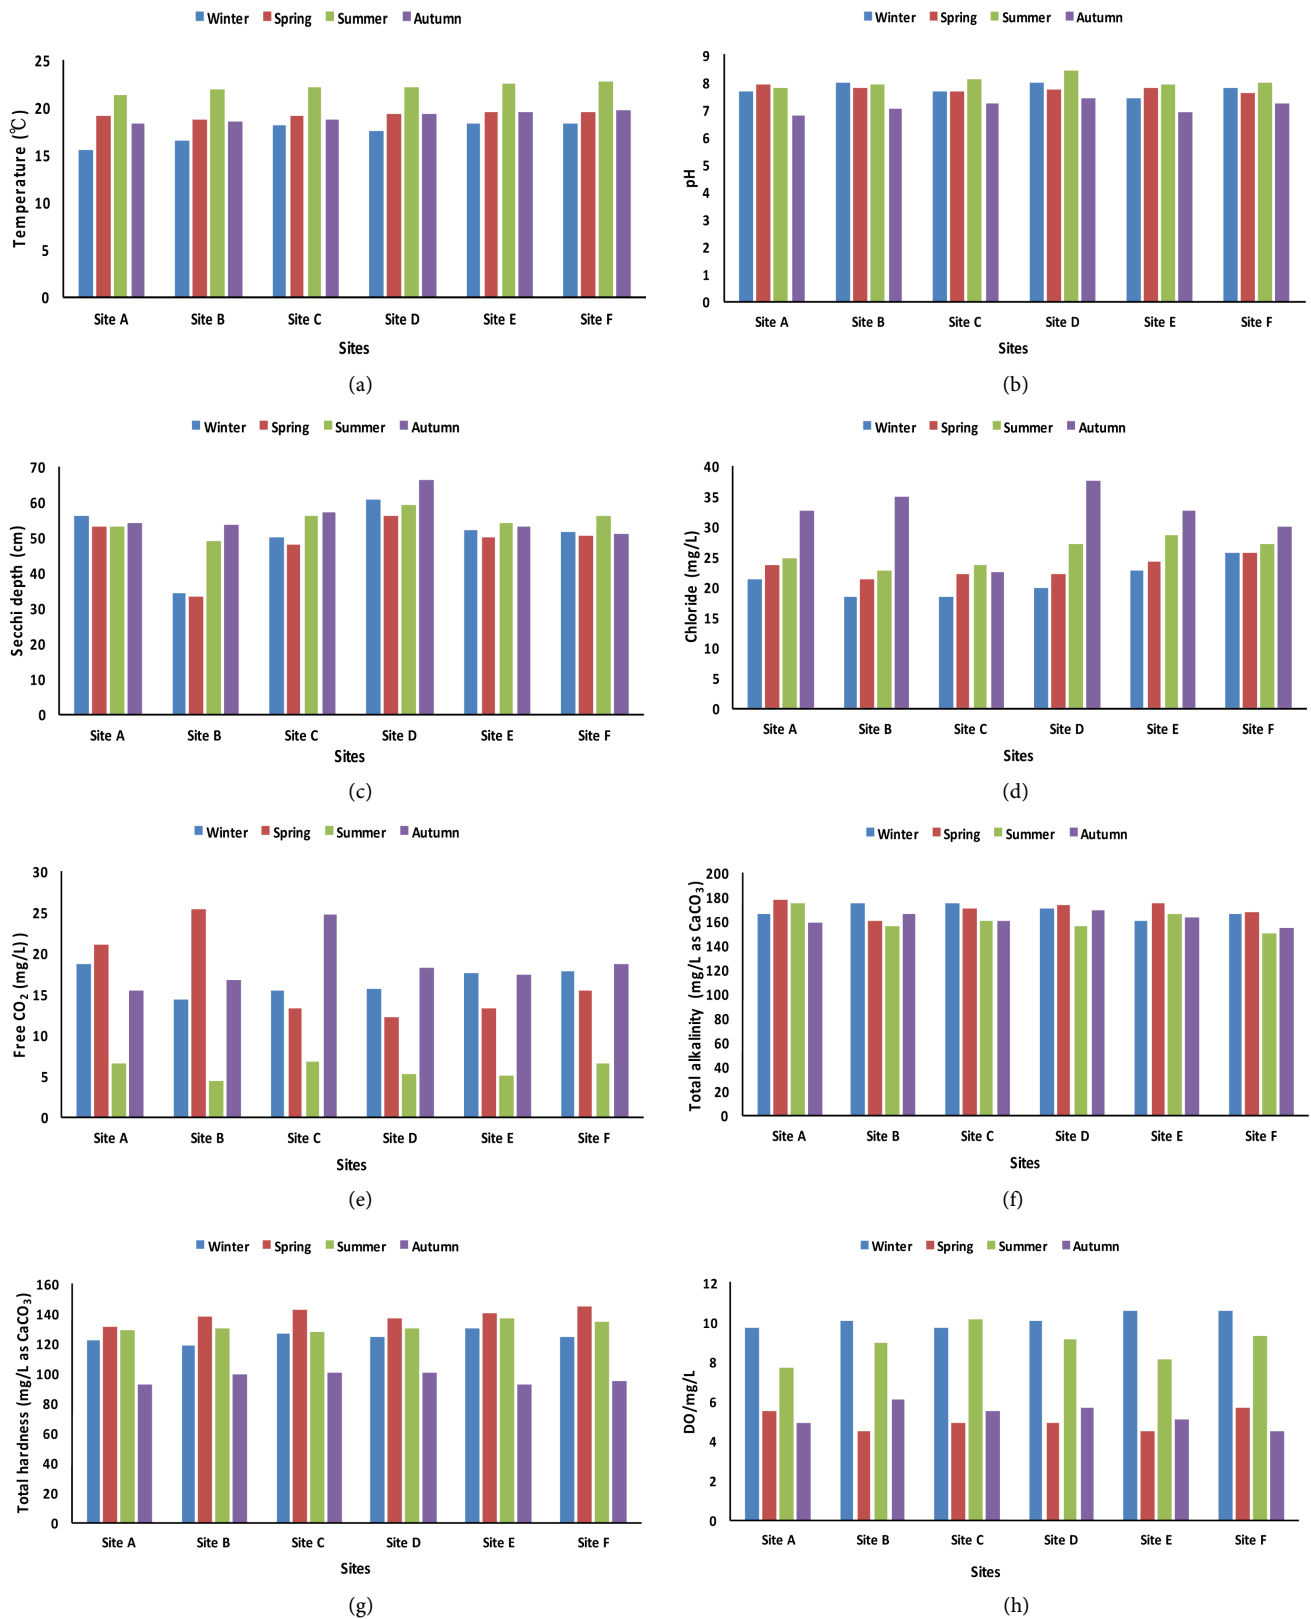 Winter Spring Summer Autumn
25
20
15
10
5
0
Temperature (℃)
Site A Site B Site C Site D Site E Site F
Sites
(a)
Winter Spring Summer Autumn
9
8
7
6
5
4
3
2
1
0
pH
Site A Site B Site C Site D Site E Site F
Sites
(b)
Winter Spring Summer Autumn
70
60
50
40
30
20
10
0
Secchi depth (cm)
Site A Site B Site C Site D Site E Site F
Sites
(c)
Winter Spring Summer Autumn
40
35
30
25
20
15
10
5
0
Chloride (mg/L)
Site A Site B Site C Site D Site E Site F
Sites
(d)
Winter Spring Summer Autumn
30
25
20
15
10
5
0
Free CO₂ (mg/L) )
Site A Site B Site C Site D Site E Site F
Sites
(e)
Winter Spring Summer Autumn
200
180
160
140
120
100
80
60
40
20
0
Total alkalinity (mg/L as CaCO₃)
Site A Site B Site C Site D Site E Site F
Sites
(f)
Winter Spring Summer Autumn
160
140
120
100
80
60
40
20
0
Total hardness (mg/L as CaCO₃)
Site A Site B Site C Site D Site E Site F
Sites
(g)
Winter Spring Summer Autumn
12
10
8
6
4
2
0
DO/mg/L
Site A Site B Site C Site D Site E Site F
Sites
(h)